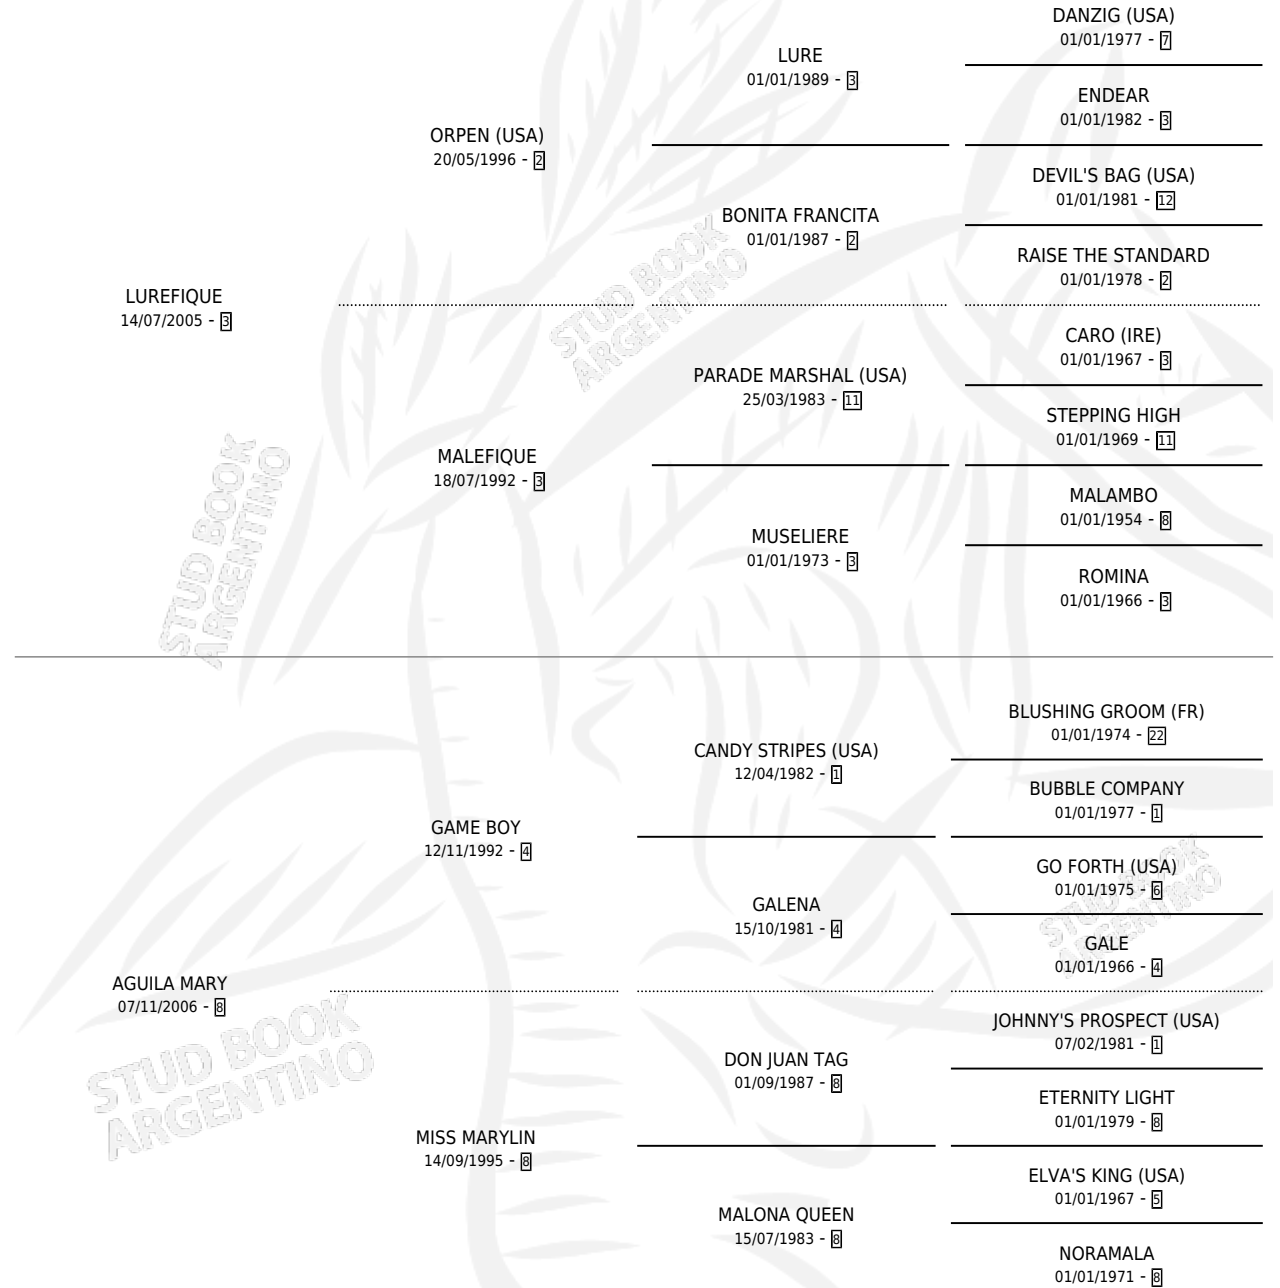 DANZIG (USA)
01/01/1977 - 7
LURE
01/01/1989 - 3
ENDEAR
01/01/1982 - 3
ORPEN (USA)
20/05/1996 - 2
DEVIL'S BAG (USA)
01/01/1981 - 12
BONITA FRANCITA
01/01/1987 - 2
RAISE THE STANDARD
01/01/1978 - 2
LUREFIQUE
14/07/2005 - 3
CARO (IRE)
01/01/1967 - 3
PARADE MARSHAL (USA)
25/03/1983 - 11
STEPPING HIGH
01/01/1969 - 11
MALEFIQUE
18/07/1992 - 3
MALAMBO
01/01/1954 - 8
MUSELIERE
01/01/1973 - 3
ROMINA
01/01/1966 - 3
BLUSHING GROOM (FR)
01/01/1974 - 22
CANDY STRIPES (USA)
12/04/1982 - 1
BUBBLE COMPANY
01/01/1977 - 1
GAME BOY
12/11/1992 - 4
GO FORTH (USA)
01/01/1975 - 6
GALENA
15/10/1981 - 4
GALE
01/01/1966 - 4
AGUILA MARY
07/11/2006 - 8
JOHNNY'S PROSPECT (USA)
07/02/1981 - 1
DON JUAN TAG
01/09/1987 - 8
ETERNITY LIGHT
01/01/1979 - 8
MISS MARYLIN
14/09/1995 - 8
ELVA'S KING (USA)
01/01/1967 - 5
MALONA QUEEN
15/07/1983 - 8
NORAMALA
01/01/1971 - 8
STUD BOOK
ARGENTINO
STUD BOOK
ARGENTINO
STUD BOOK
ARGENTINO
STUD BOOK
ARGENTINO